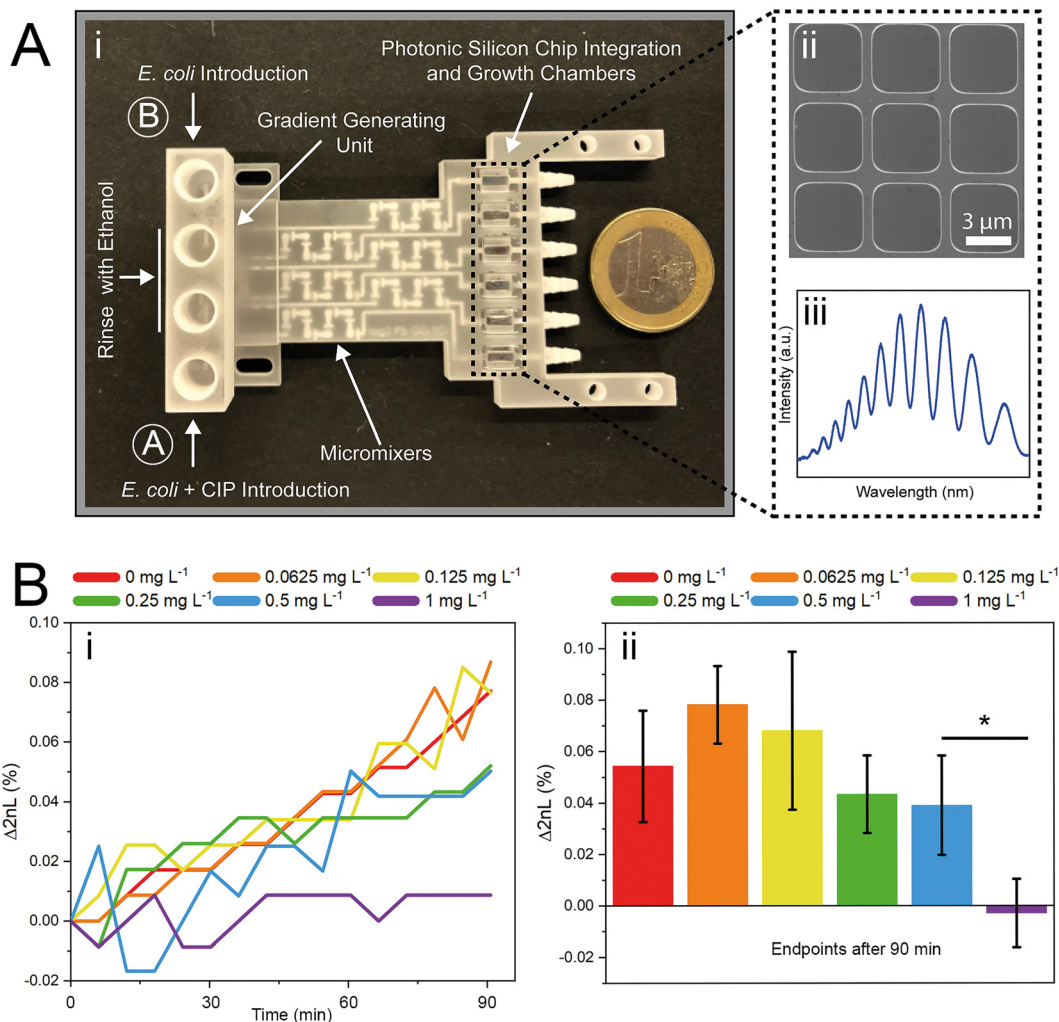 A
i
E. coli Introduction
B
Gradient Generating
Unit
Photonic Silicon Chip Integration
and Growth Chambers
Rinse with Ethanol
Micromixers
A
E. coli + CIP Introduction
ii
3 µm
iii
Intensity (a.u.)
Wavelength (nm)
B
0 mg L⁻¹ 0.0625 mg L⁻¹ 0.125 mg L⁻¹
0.25 mg L⁻¹ 0.5 mg L⁻¹ 1 mg L⁻¹
i
Δ2nL (%)
0.10
0.08
0.06
0.04
0.02
0.00
-0.02
0 30 60 90
Time (min)
0 mg L⁻¹ 0.0625 mg L⁻¹ 0.125 mg L⁻¹
0.25 mg L⁻¹ 0.5 mg L⁻¹ 1 mg L⁻¹
ii
Δ2nL (%)
0.10
0.08
0.06
0.04
0.02
0.00
-0.02
*
Endpoints after 90 min